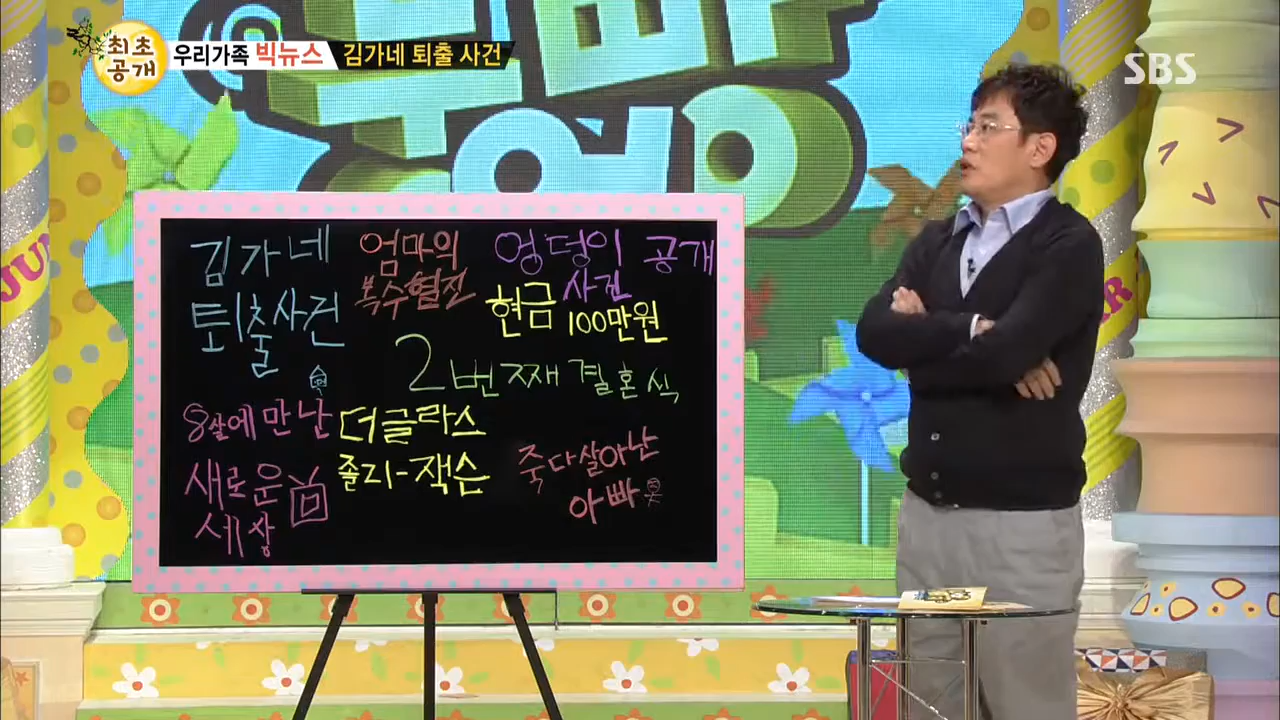 최초
공개
우리가족 빅뉴스
김가네 퇴출 사건
SBS
김가네
퇴출사건
엄마의
복수혈전
엉덩이 공개
사건
현금
100만원
2번째 결혼식
8살에 만난
새로운
세상
더글라스
졸리-잭슨
죽다살아난
아빠